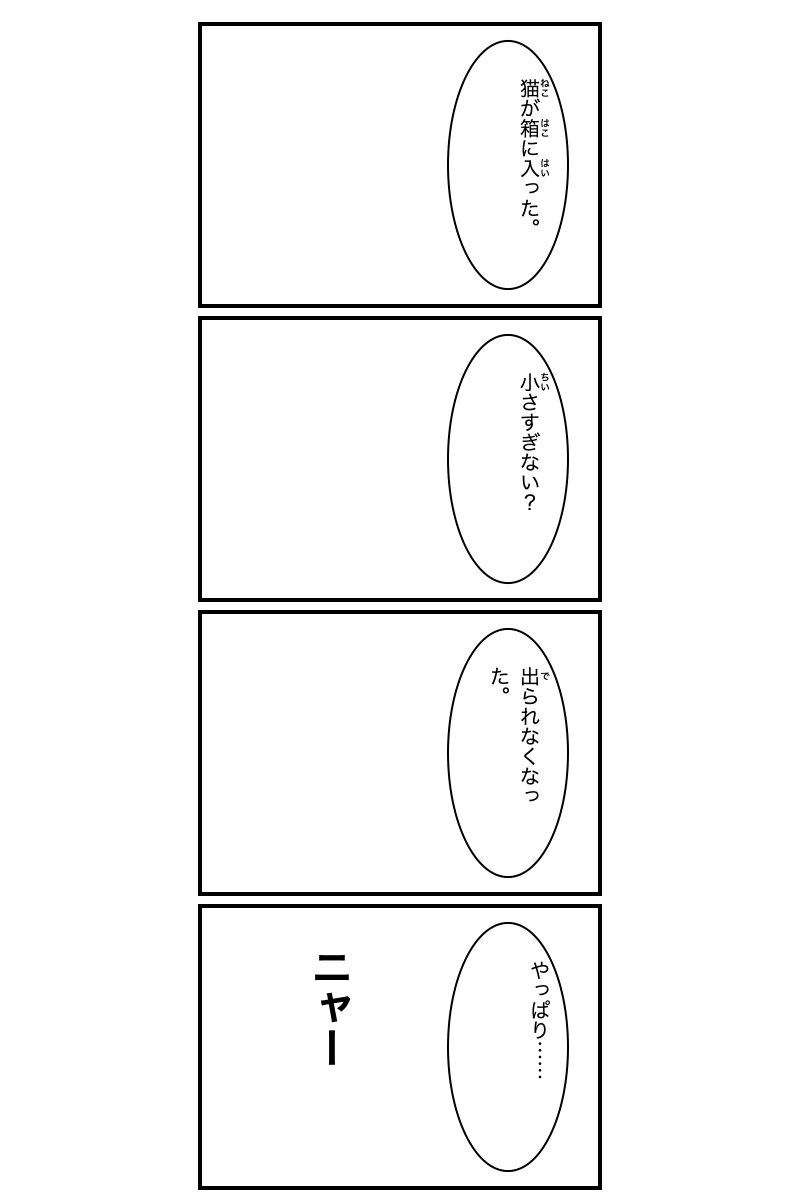 猫が箱に入った。
小さすぎない？
出られなくなっ
た。
やっぱり……
ニャー